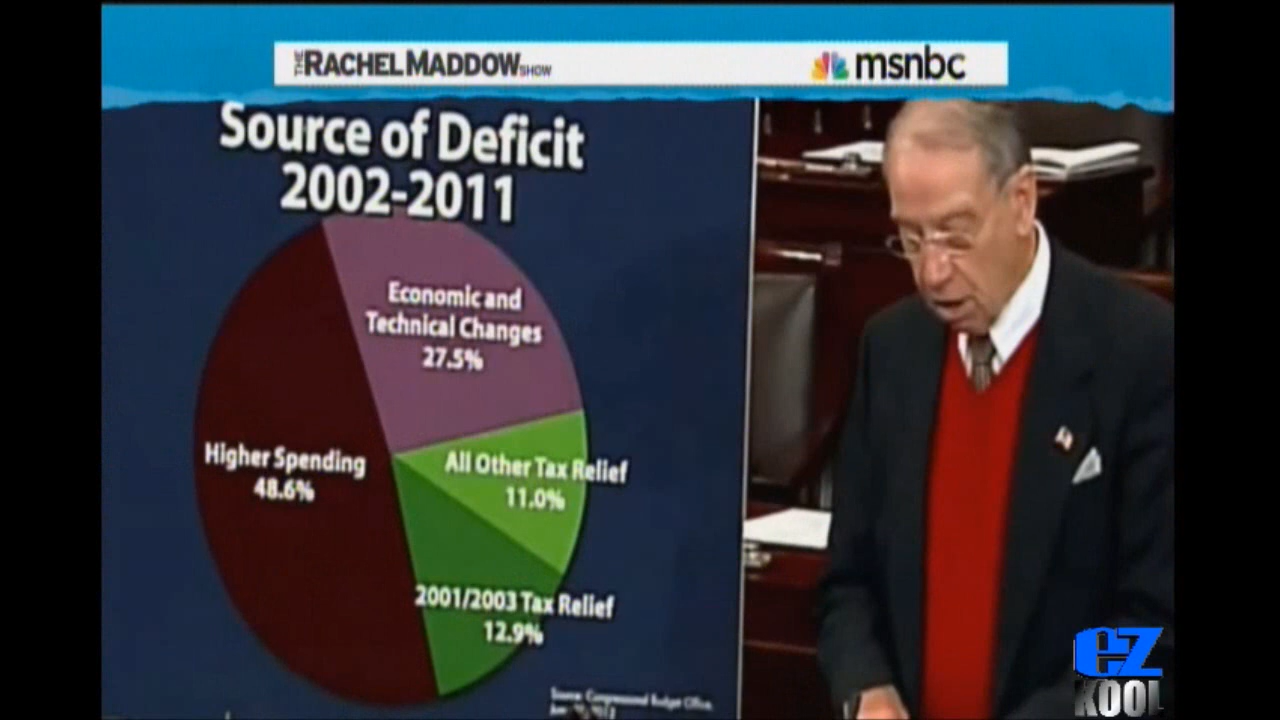 THE RACHEL MADDOW SHOW
msnbc
Source of Deficit
2002-2011
Economic and
Technical Changes
27.5%
Higher Spending
48.6%
All Other Tax Relief
11.0%
2001/2003 Tax Relief
12.9%
Source: Congressional Budget Office,
eZ
KOOL